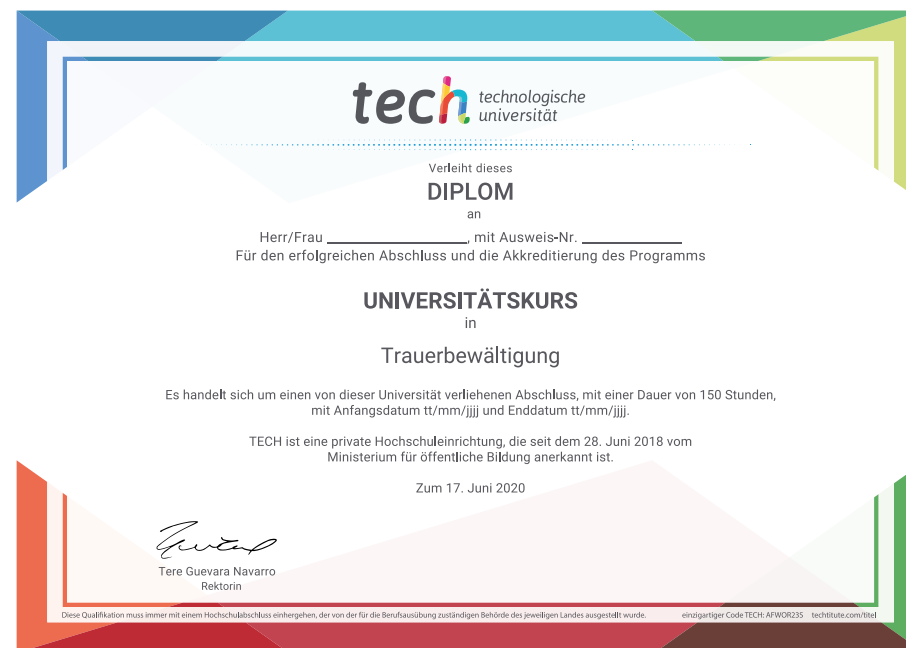 tech technologische
universität
Verleiht dieses
DIPLOM
an
Herr/Frau ____________________, mit Ausweis-Nr. ______________
Für den erfolgreichen Abschluss und die Akkreditierung des Programms
UNIVERSITÄTSKURS
in
Trauerbewältigung
Es handelt sich um einen von dieser Universität verliehenen Abschluss, mit einer Dauer von 150 Stunden,
mit Anfangsdatum tt/mm/jjjj und Enddatum tt/mm/jjjj.
TECH ist eine private Hochschuleinrichtung, die seit dem 28. Juni 2018 vom
Ministerium für öffentliche Bildung anerkannt ist.
Zum 17. Juni 2020
Tere Guevara Navarro
Rektorin
Diese Qualifikation muss immer mit einem Hochschulabschluss einhergehen, der von der für die Berufsausübung zuständigen Behörde des jeweiligen Landes ausgestellt wurde. einzigartiger Code TECH: AFWOR23S techtitute.com/titel